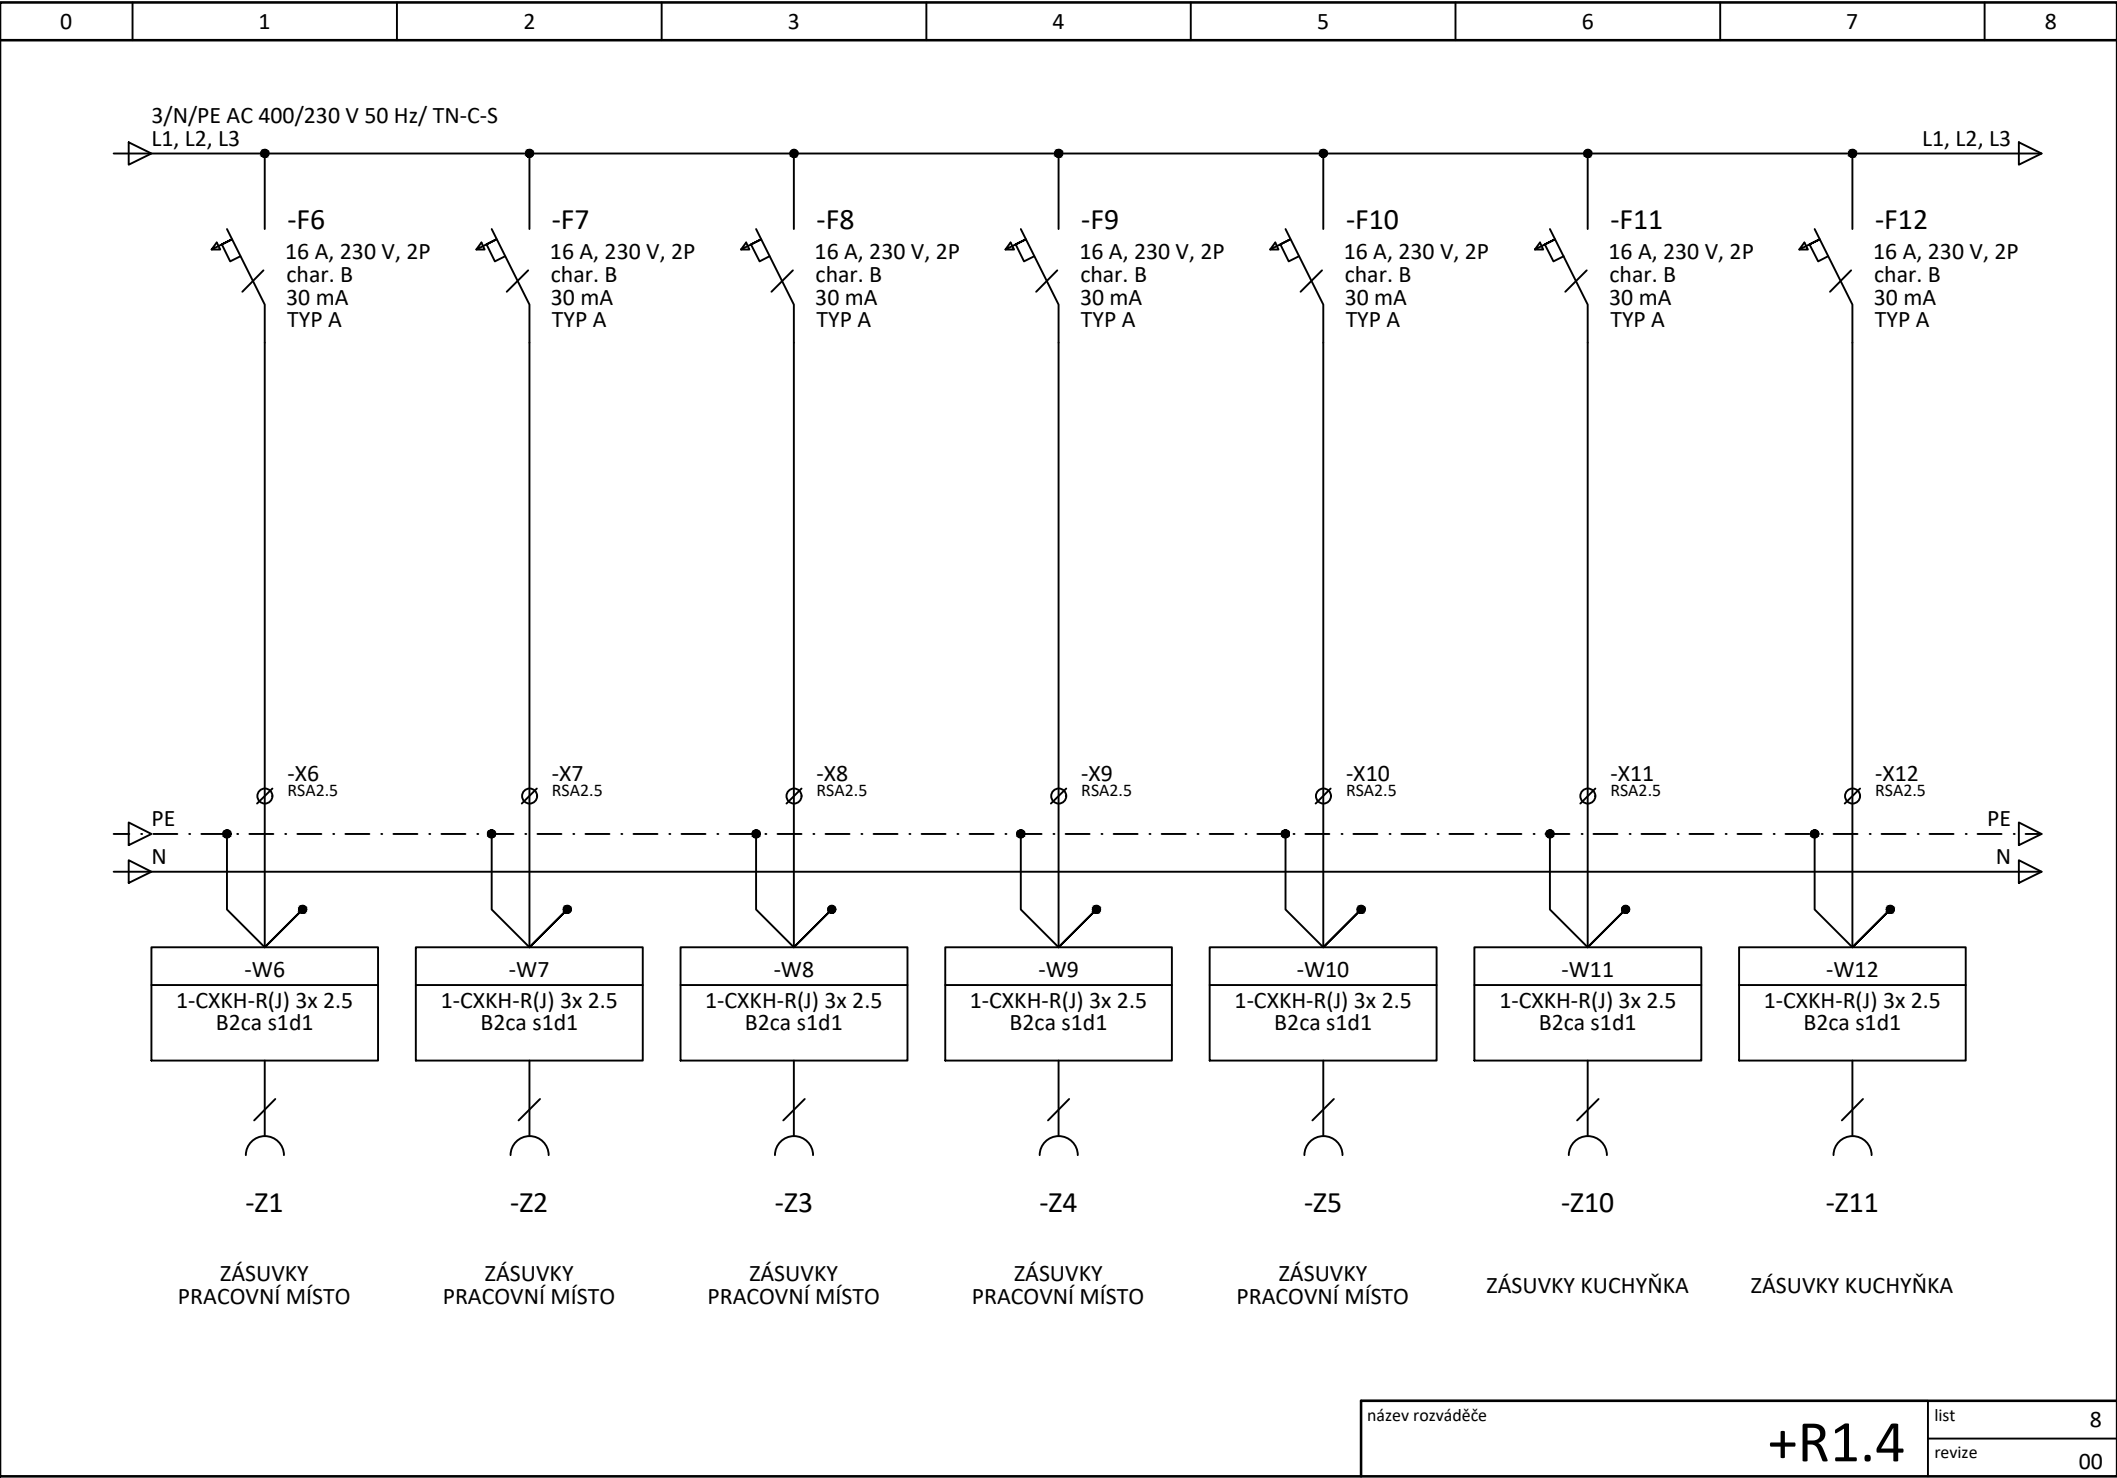 0 1 2 3 4 5 6 7 8
3/N/PE AC 400/230 V 50 Hz/ TN-C-S
L1, L2, L3 L1, L2, L3
-F6
16 A, 230 V, 2P
char. B
30 mA
TYP A
-F7
16 A, 230 V, 2P
char. B
30 mA
TYP A
-F8
16 A, 230 V, 2P
char. B
30 mA
TYP A
-F9
16 A, 230 V, 2P
char. B
30 mA
TYP A
-F10
16 A, 230 V, 2P
char. B
30 mA
TYP A
-F11
16 A, 230 V, 2P
char. B
30 mA
TYP A
-F12
16 A, 230 V, 2P
char. B
30 mA
TYP A
-X6
RSA2.5
-X7
RSA2.5
-X8
RSA2.5
-X9
RSA2.5
-X10
RSA2.5
-X11
RSA2.5
-X12
RSA2.5
PE PE
N N
-W6
1-CXKH-R(J) 3x 2.5
B2ca s1d1
-W7
1-CXKH-R(J) 3x 2.5
B2ca s1d1
-W8
1-CXKH-R(J) 3x 2.5
B2ca s1d1
-W9
1-CXKH-R(J) 3x 2.5
B2ca s1d1
-W10
1-CXKH-R(J) 3x 2.5
B2ca s1d1
-W11
1-CXKH-R(J) 3x 2.5
B2ca s1d1
-W12
1-CXKH-R(J) 3x 2.5
B2ca s1d1
-Z1
ZÁSUVKY
PRACOVNÍ MÍSTO
-Z2
ZÁSUVKY
PRACOVNÍ MÍSTO
-Z3
ZÁSUVKY
PRACOVNÍ MÍSTO
-Z4
ZÁSUVKY
PRACOVNÍ MÍSTO
-Z5
ZÁSUVKY
PRACOVNÍ MÍSTO
-Z10
ZÁSUVKY KUCHYŇKA
-Z11
ZÁSUVKY KUCHYŇKA
název rozváděče
+R1.4
list 8
revize 00